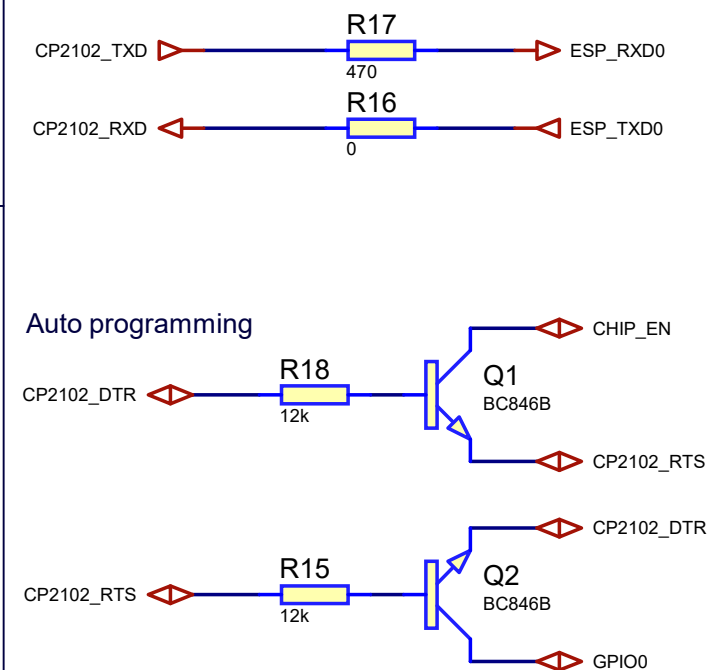 R17
CP2102_TXD
ESP_RXD0
470
R16
CP2102_RXD
ESP_TXD0
0
Auto programming
CHIP_EN
R18
Q1
CP2102_DTR
BC846B
12k
CP2102_RTS
CP2102_DTR
R15
Q2
CP2102_RTS
BC846B
12k
GPIO0